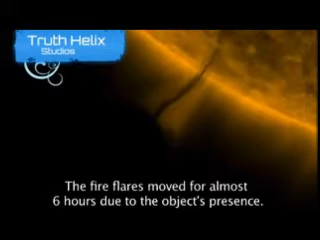 Truth Helix
Studios
The fire flares moved for almost
6 hours due to the object's presence.